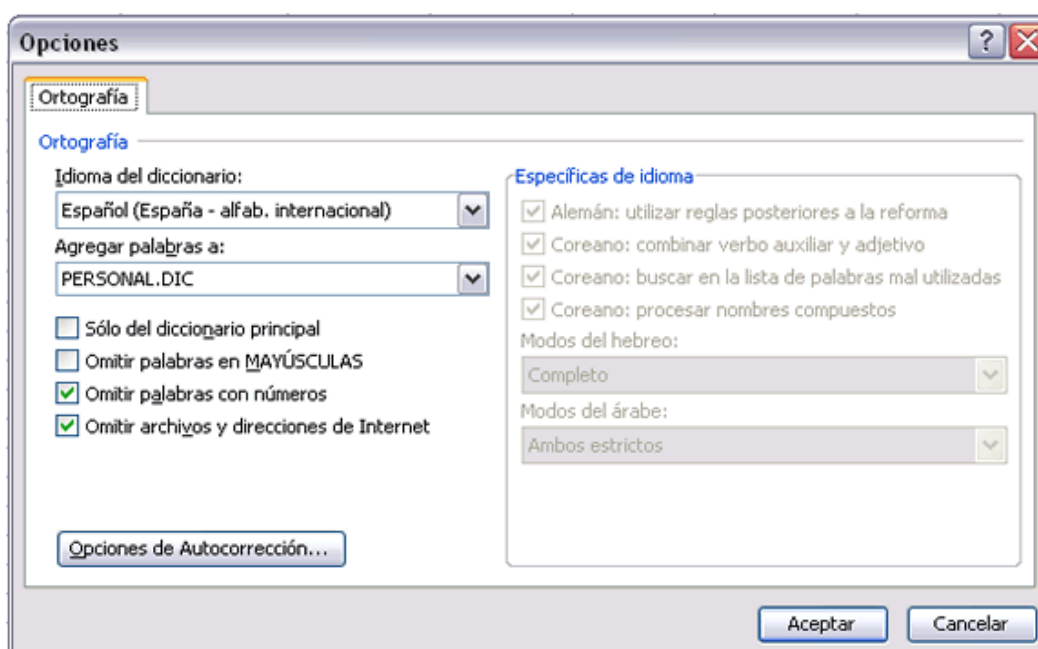 Opciones
Ortografía
Ortografía
Idioma del diccionario:
Español (España - alfab. internacional)
Agregar palabras a:
PERSONAL.DIC
Sólo del diccionario principal
Omitir palabras en MAYÚSCULAS
Omitir palabras con números
Omitir archivos y direcciones de Internet
Opciones de Autocorrección...
Específicas de idioma
Alemán: utilizar reglas posteriores a la reforma
Coreano: combinar verbo auxiliar y adjetivo
Coreano: buscar en la lista de palabras mal utilizadas
Coreano: procesar nombres compuestos
Modos del hebreo:
Completo
Modos del árabe:
Ambos estrictos
Aceptar
Cancelar